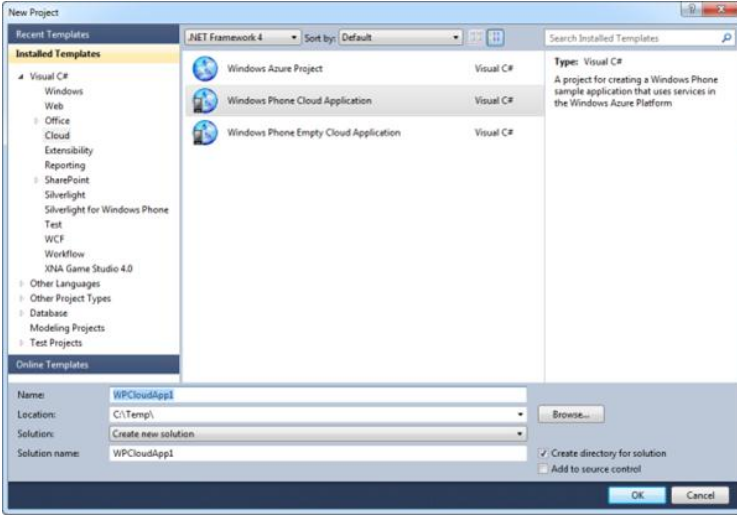 New Project
Recent Templates
.NET Framework 4 Sort by: Default Search Installed Templates
Installed Templates
Visual C#
Windows
Web
Office
Cloud
Extensibility
Reporting
SharePoint
Silverlight
Silverlight for Windows Phone
Test
WCF
Workflow
XNA Game Studio 4.0
Other Languages
Other Project Types
Database
Modeling Projects
Test Projects
Online Templates
Windows Azure Project Visual C#
Windows Phone Cloud Application Visual C#
Windows Phone Empty Cloud Application Visual C#
Type: Visual C#
A project for creating a Windows Phone
sample application that uses services in
the Windows Azure Platform
Name: WPCloudApp1
Location: C:\Temp\ Browse...
Solution: Create new solution
Solution name: WPCloudApp1
Create directory for solution
Add to source control
OK Cancel